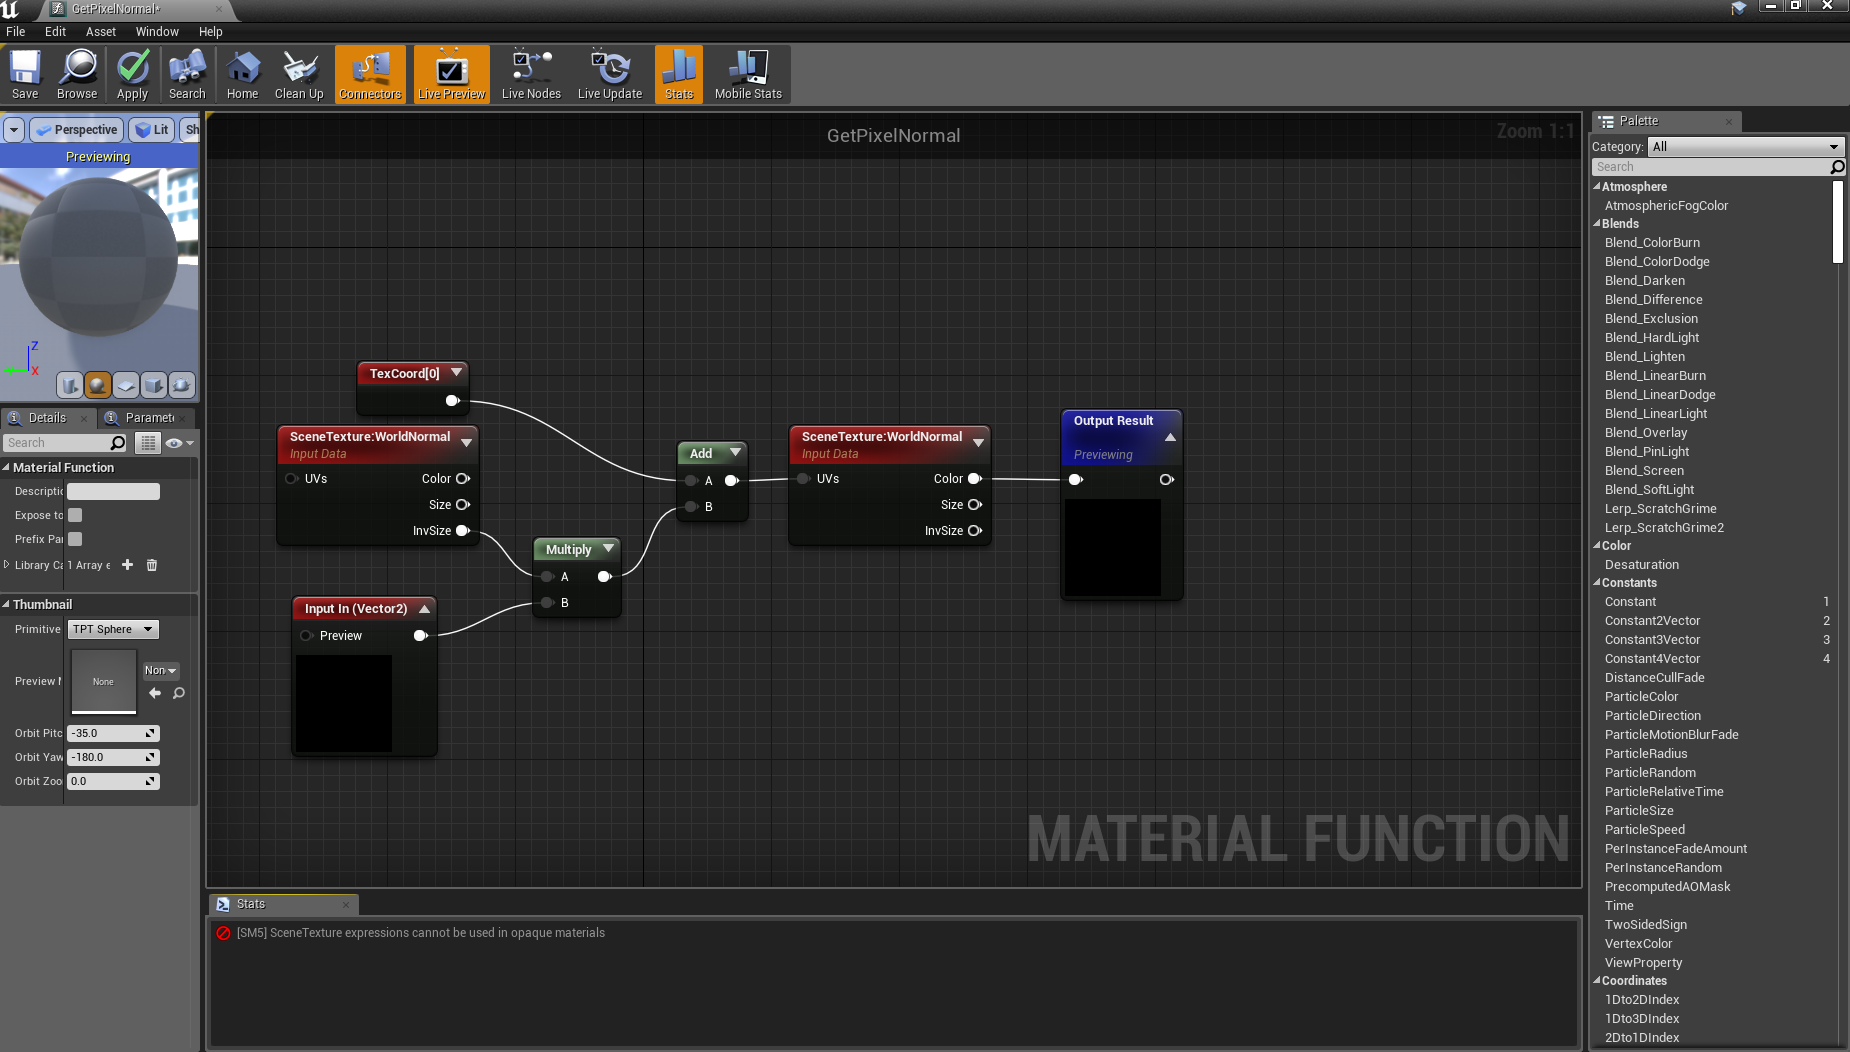 GetPixelNormal*
File Edit Asset Window Help
Save Browse Apply Search Home Clean Up Connectors Live Preview Live Nodes Live Update Stats Mobile Stats
Perspective Lit Sh
Previewing
Z
X
Details Paramet
Search
Material Function
Descriptic
Expose to
Prefix Par
Library Ca 1 Array e
Thumbnail
Primitive TPT Sphere
Preview M None Non
Orbit Pitc -35.0
Orbit Yaw -180.0
Orbit Zoo 0.0
GetPixelNormal
Zoom 1:1
TexCoord[0]
SceneTexture:WorldNormal
Input Data
UVs Color
Size
InvSize
Input In (Vector2)
Preview
Multiply
A
B
Add
A
B
SceneTexture:WorldNormal
Input Data
UVs Color
Size
InvSize
Output Result
Previewing
MATERIAL FUNCTION
Stats
[SM5] SceneTexture expressions cannot be used in opaque materials
Palette
Category: All
Search
Atmosphere
AtmosphericFogColor
Blends
Blend_ColorBurn
Blend_ColorDodge
Blend_Darken
Blend_Difference
Blend_Exclusion
Blend_HardLight
Blend_Lighten
Blend_LinearBurn
Blend_LinearDodge
Blend_LinearLight
Blend_Overlay
Blend_PinLight
Blend_Screen
Blend_SoftLight
Lerp_ScratchGrime
Lerp_ScratchGrime2
Color
Desaturation
Constants
Constant 1
Constant2Vector 2
Constant3Vector 3
Constant4Vector 4
DistanceCullFade
ParticleColor
ParticleDirection
ParticleMotionBlurFade
ParticleRadius
ParticleRandom
ParticleRelativeTime
ParticleSize
ParticleSpeed
PerInstanceFadeAmount
PerInstanceRandom
PrecomputedAOMask
Time
TwoSidedSign
VertexColor
ViewProperty
Coordinates
1Dto2DIndex
1Dto3DIndex
2Dto1DIndex